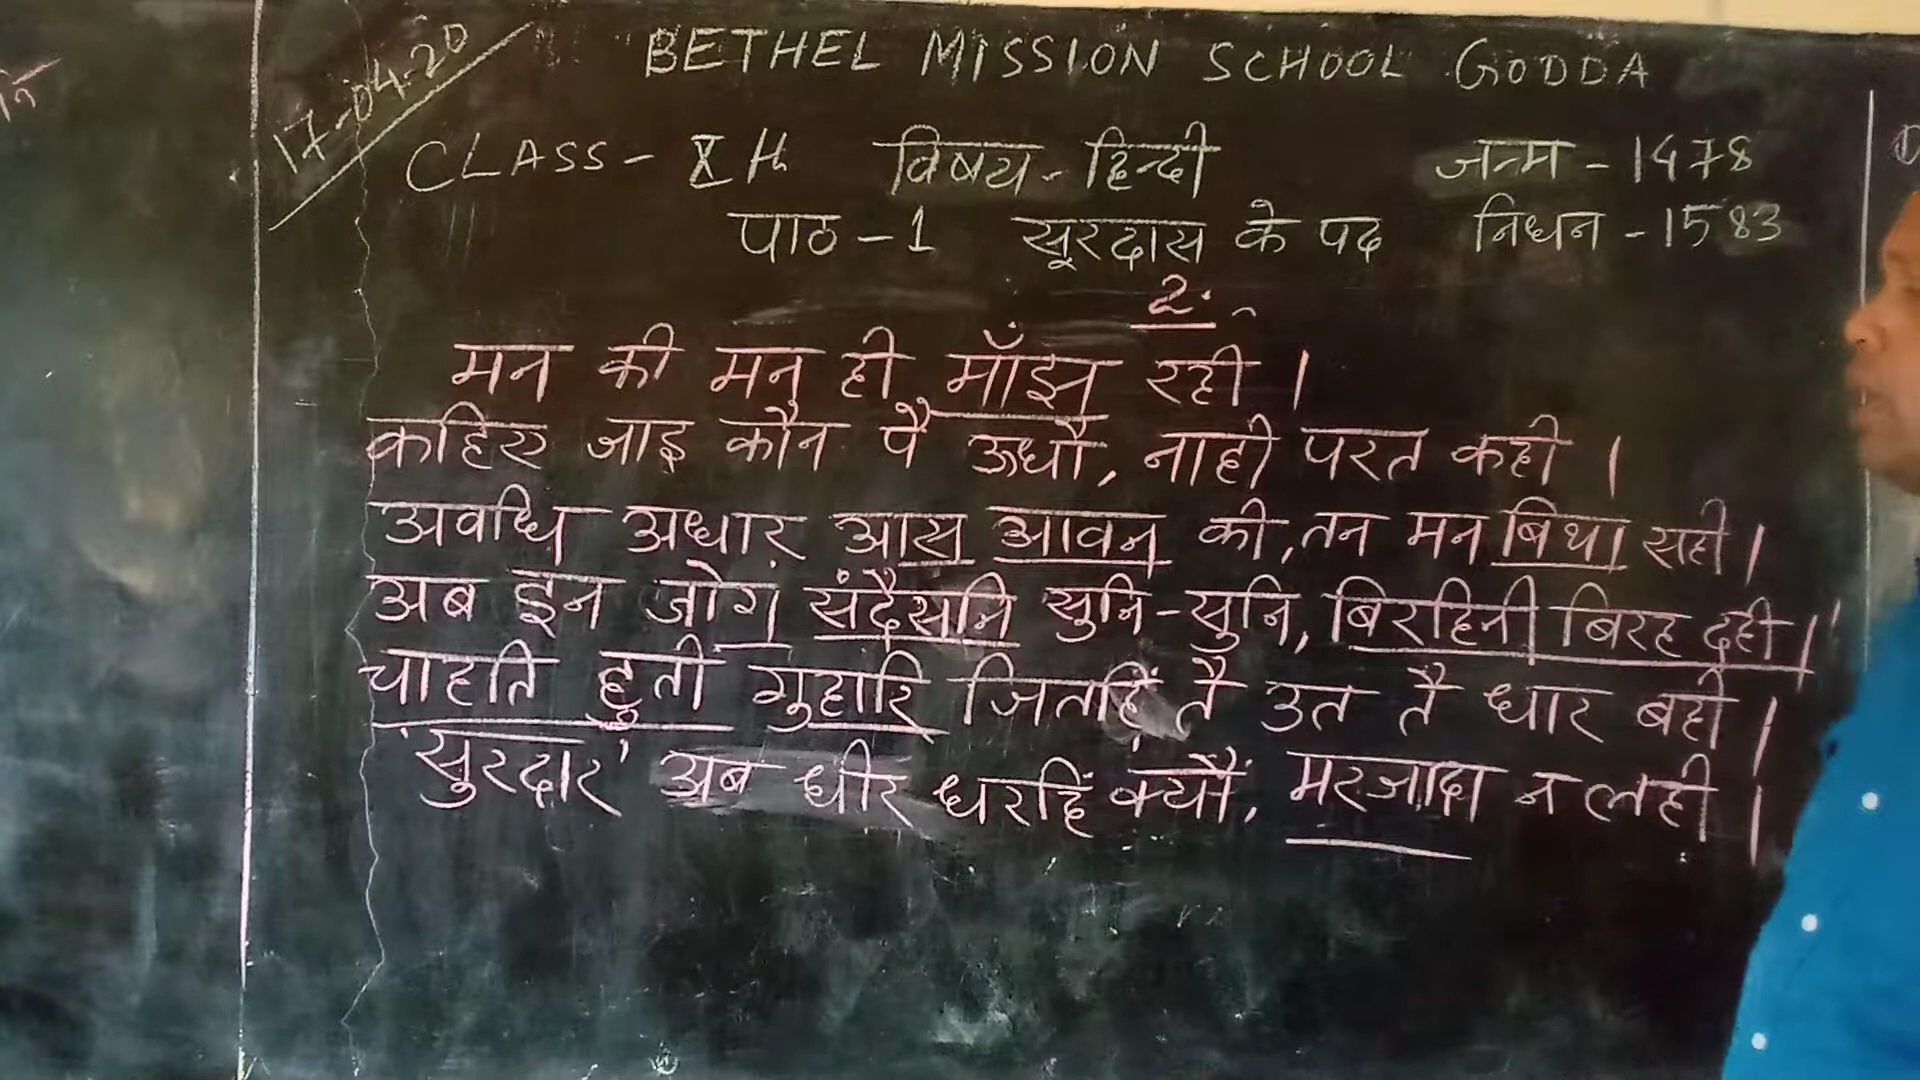 17-04-20
BETHEL MISSION SCHOOL GODDA
CLASS - Xth विषय - हिन्दी जन्म - 1478
पाठ - 1 सूरदास के पद निधन - 1583
2.
मन की मन ही माँझ रही।
कहिए जाइ कौन पै ऊधौ, नाहीं परत कही।
अवधि अधार आस आवन की, तन मन बिथा सही।
अब इन जोग संदेसनि सुनि-सुनि, बिरहिनी बिरह दही।
चाहति हुतीं गुहारि जितहिं तैं उत तैं धार बही।
'सुरदार' अब धीर धरहिं क्यौं, मरजादा न लही।